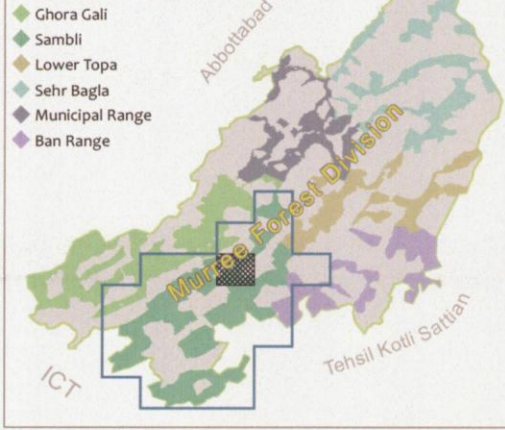 Ghora Gali
Sambli
Lower Topa
Sehr Bagla
Municipal Range
Ban Range
Abbottabad
Murree Forest Division
Tehsil Kotli Sattian
ICT